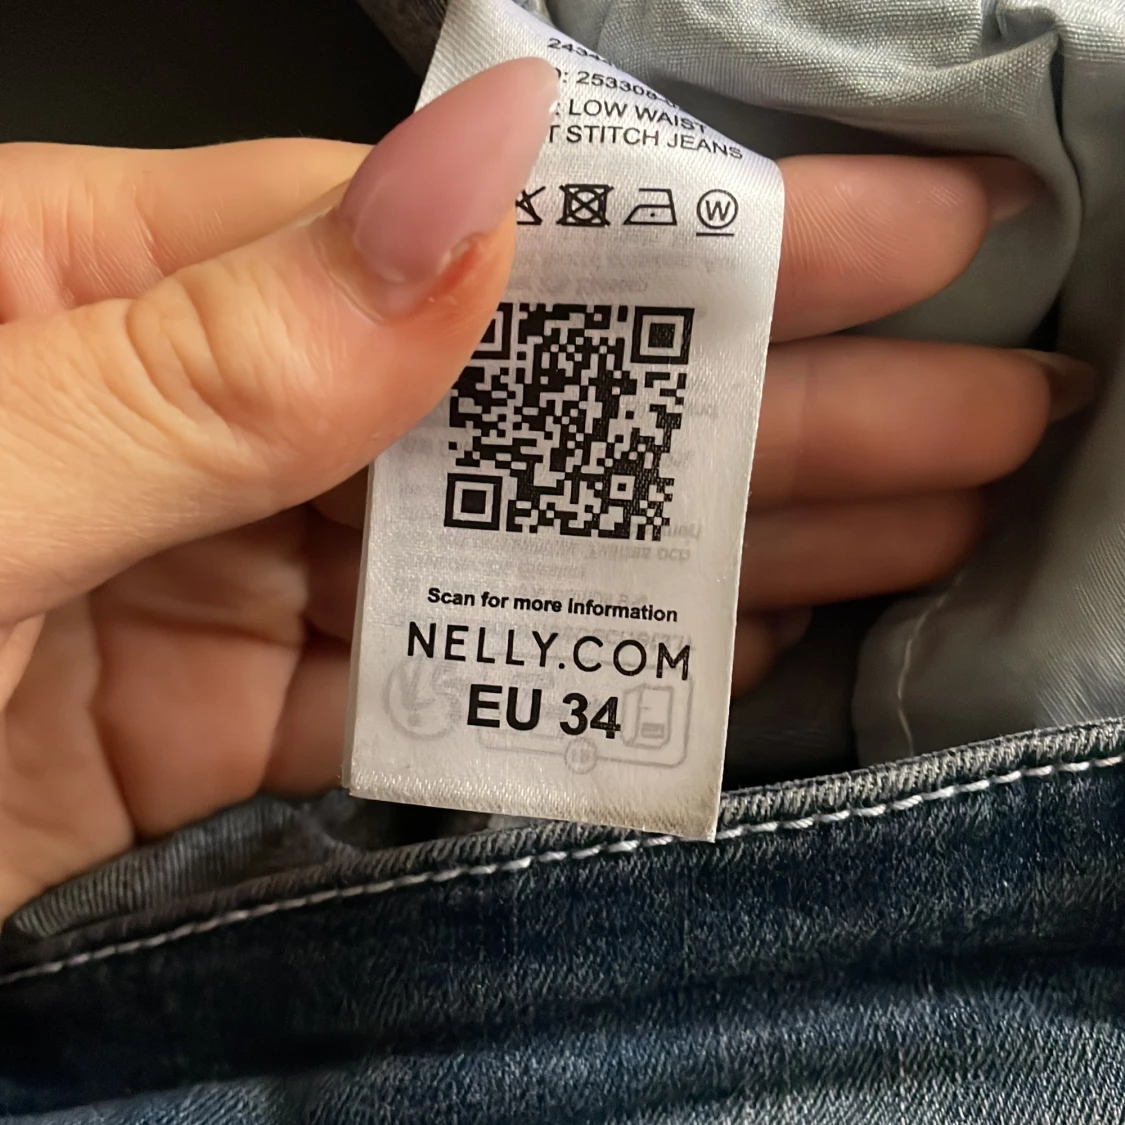 : LOW WAIST
T STITCH JEANS
W
Scan for more information
NELLY.COM
EU 34